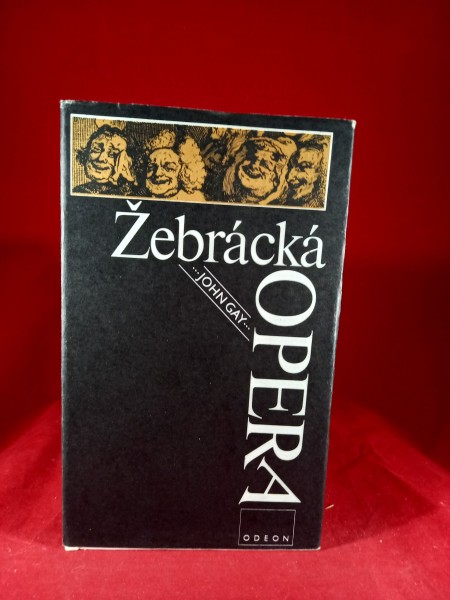 Žebrácká
...JOHN GAY...
OPERA
ODEON